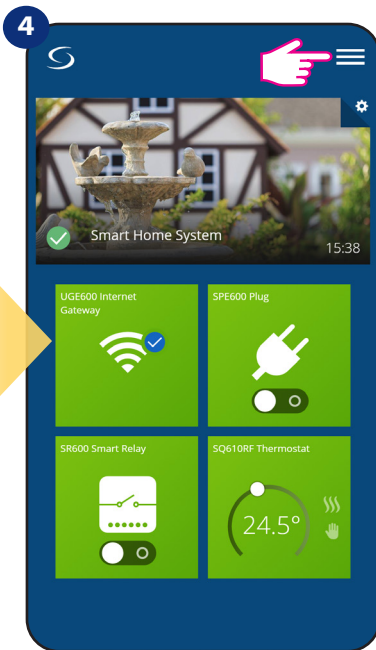 4
Smart Home System
15:38
UGE600 Internet
Gateway
SPE600 Plug
SR600 Smart Relay
SQ610RF Thermostat
24.5°